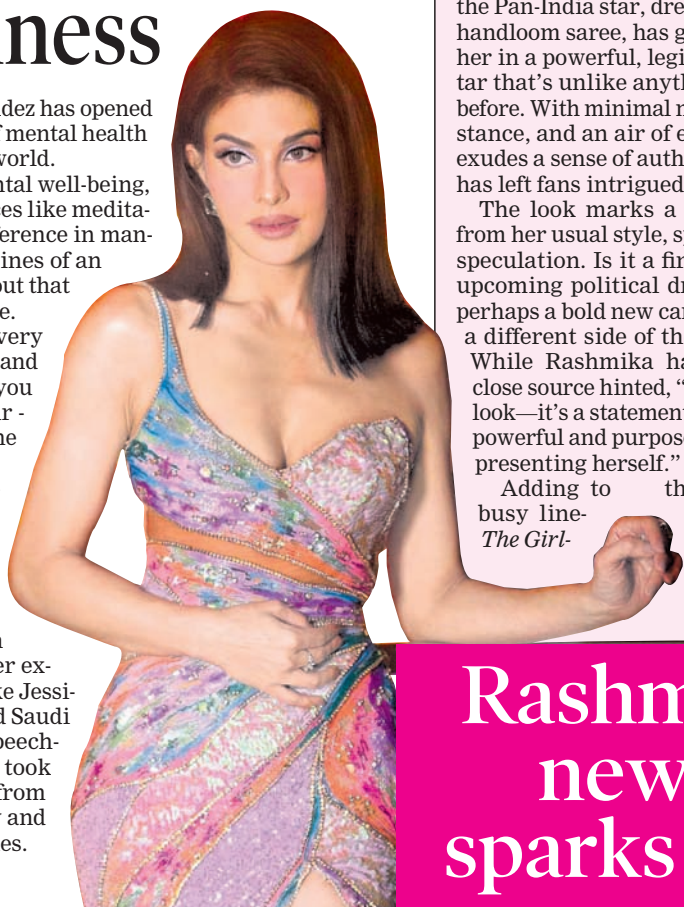 ness
dez has opened
mental health
world.
tal well-being,
es like medita-
erence in man-
ines of an
out that
e.
very
and
you
r -
ne
er ex-
ke Jessi-
d Saudi
peech-
took
from
and
es.
the Pan-India star, dre
handloom saree, has g
her in a powerful, legi
tar that's unlike anyth
before. With minimal m
stance, and an air of e
exudes a sense of auth
has left fans intrigued
The look marks a
from her usual style, sp
speculation. Is it a fir
upcoming political dr
perhaps a bold new cam
a different side of th
While Rashmika ha
close source hinted, “
look—it's a statement
powerful and purpose
presenting herself.”
Adding to th
busy line-
The Girl-
Rashm
new
sparks